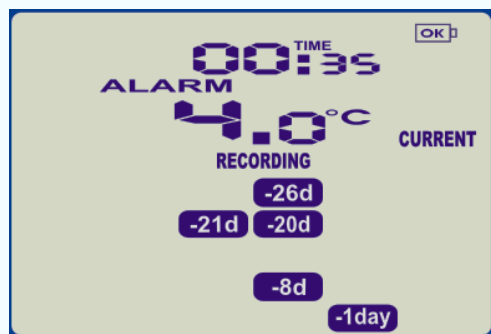 OK
TIME
00:35
ALARM
4.0°C
CURRENT
RECORDING
-26d
-21d -20d
-8d
-1day